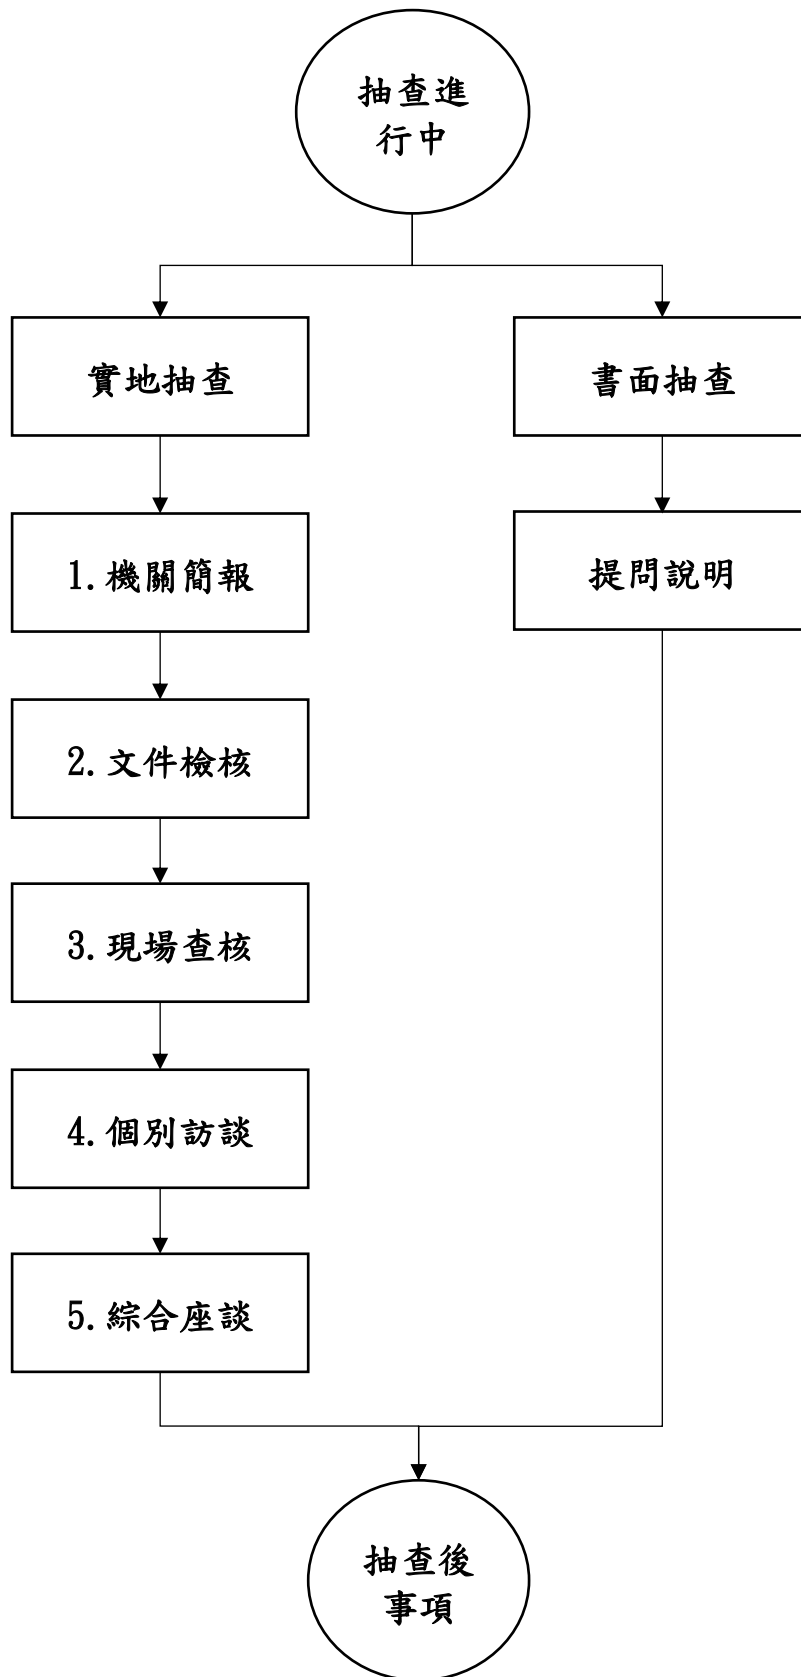 抽查進
行中
實地抽查
書面抽查
1.機關簡報
提問說明
2.文件檢核
3.現場查核
4.個別訪談
5.綜合座談
抽查後
事項